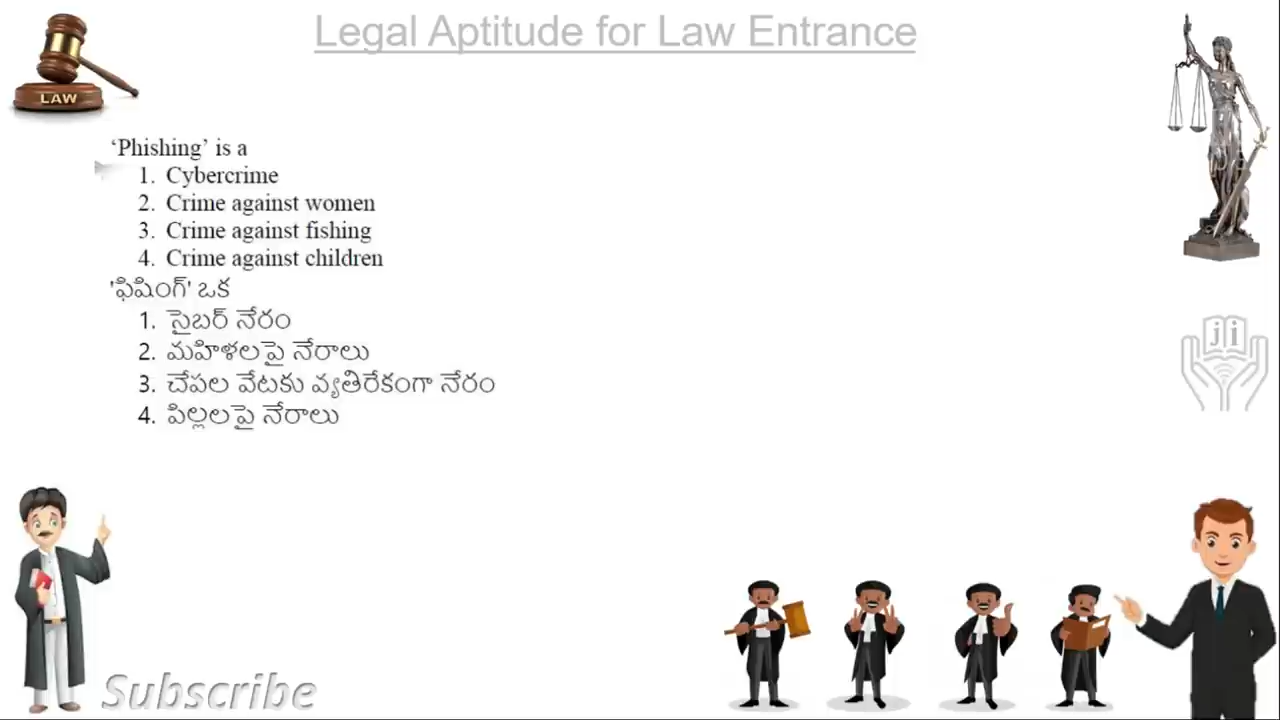 Legal Aptitude for Law Entrance
LAW
‘Phishing’ is a
1. Cybercrime
2. Crime against women
3. Crime against fishing
4. Crime against children
'ఫిషింగ్' ఒక
1. సైబర్ నేరం
2. మహిళలపై నేరాలు
3. చేపల వేటకు వ్యతిరేకంగా నేరం
4. పిల్లలపై నేరాలు
ji
Subscribe